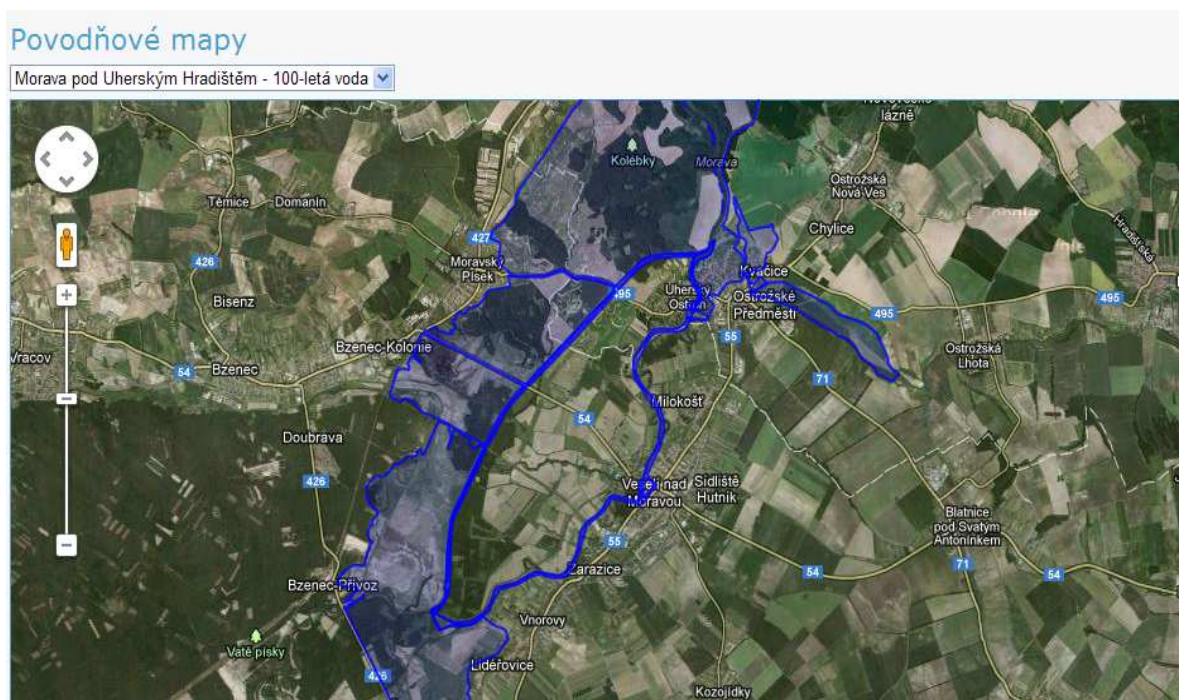 Povodňové mapy
Morava pod Uherským Hradištěm - 100-letá voda
lázně
Kolébky
Morava
Ostrožská
Nová Ves
Těmice
Domanín
Chylice
Hradišťská
427
426
Moravský
Písek
Kvačice
495
Uherský
Ostroh
Ostrožské
Předměstí
495
495
Bisenz
55
Bzenec-Kolonie
Ostrožská
Lhota
Vracov
54
Bzenec
71
Milokošť
54
Doubrava
426
Veselí nad
Moravou
Sídliště
Hutník
Blatnice
pod Svatým
Antonínkem
55
Zarazice
54
71
54
Bzenec-Přívoz
Vnorovy
Vaté písky
Lidéřovice
426
Kozojídky